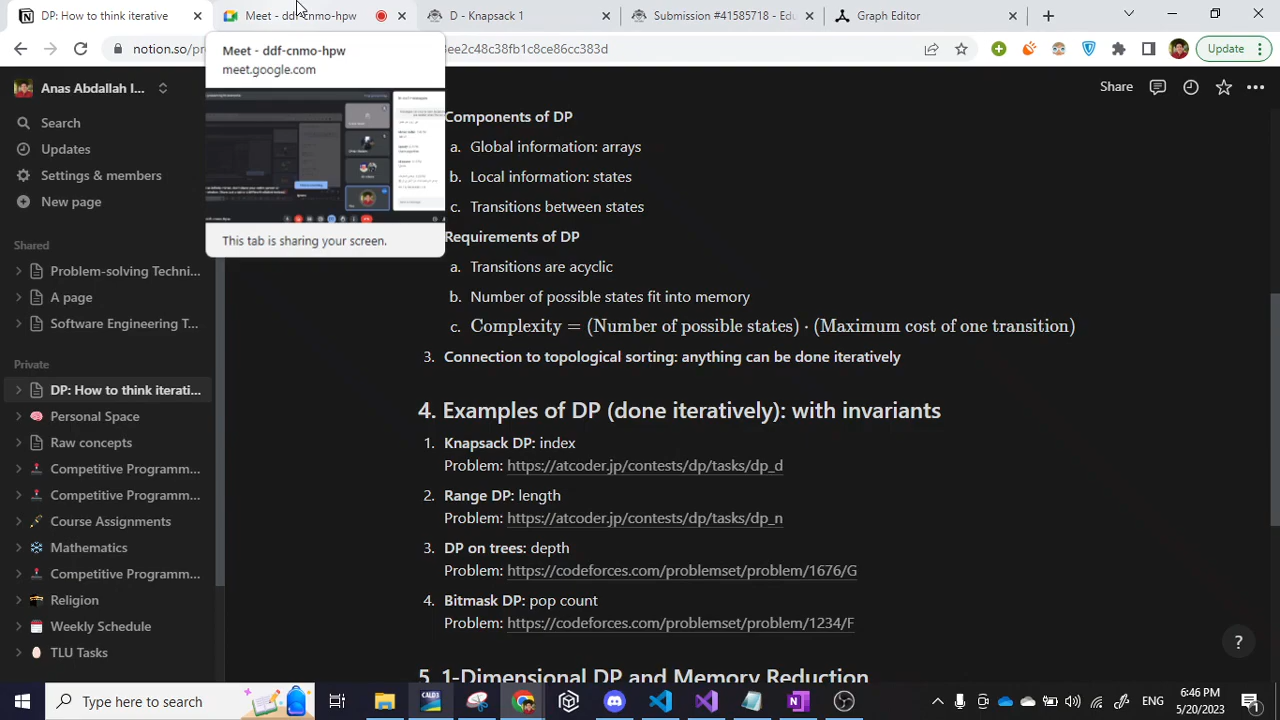 DP: How to think iterative
Meet - ddf-cnmo-hpw
D - Knapsack 1
Submission #41585718 - Edu
Graph Editor
notion.so/pr
ee2c48c38fb1c8ce86cc383d
Update
Meet - ddf-cnmo-hpw
meet.google.com
This tab is sharing your screen.
Anas Abdallah I...
Share
Search
Updates
Settings & members
New page
Shared
Problem-solving Techni...
A page
Software Engineering T...
Private
DP: How to think iterati...
Personal Space
Raw concepts
Competitive Programm...
Competitive Programm...
Course Assignments
Mathematics
Competitive Programm...
Religion
Weekly Schedule
TLU Tasks
Components of DP
a. Global information: arrays
b. Local information: states
c. Transition between states
Requirements of DP
a. Transitions are acyclic
b. Number of possible states fit into memory
c. Complexity = (Number of possible states) · (Maximum cost of one transition)
3. Connection to topological sorting: anything can be done iteratively
4. Examples of DP (done iteratively): with invariants
1. Knapsack DP: index
Problem: https://atcoder.jp/contests/dp/tasks/dp_d
2. Range DP: length
Problem: https://atcoder.jp/contests/dp/tasks/dp_n
3. DP on trees: depth
Problem: https://codeforces.com/problemset/problem/1676/G
4. Bitmask DP: pop count
Problem: https://codeforces.com/problemset/problem/1234/F
5. 1-Dimensional DP and Memory Reduction
?
Type here to search
CALD3
ENG
6:46 PM
5/20/2023
1